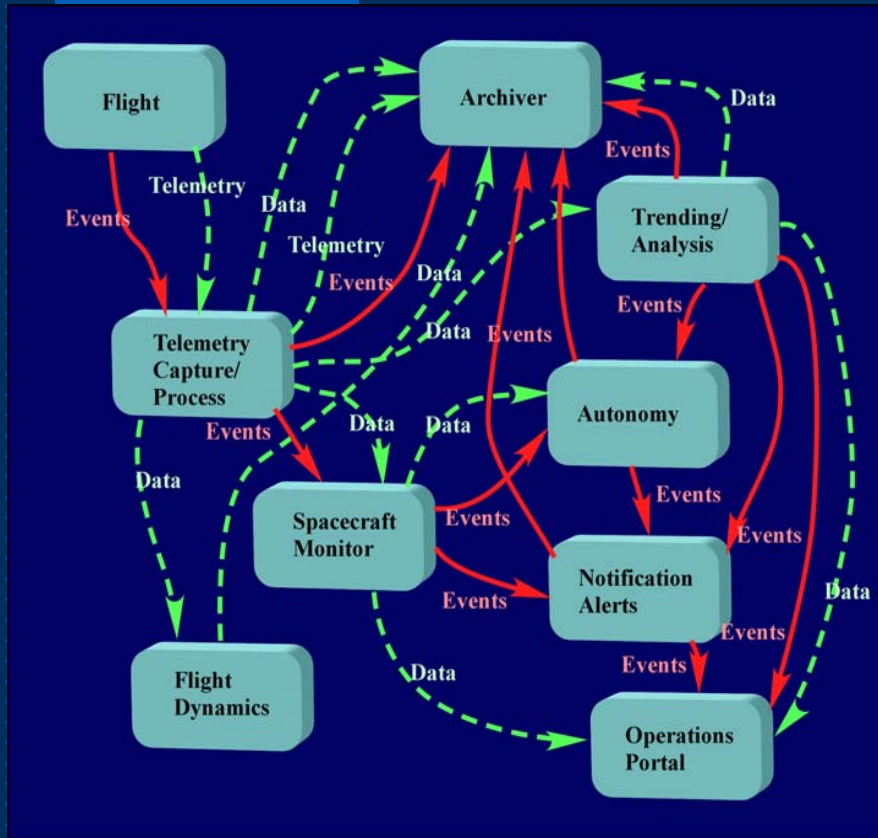 Flight
Archiver
Data
Events
Telemetry
Data
Trending/
Analysis
Events
Telemetry
Data
Events
Data
Events
Telemetry
Capture/
Process
Events
Data
Autonomy
Events
Data
Data
Data
Events
Spacecraft
Monitor
Events
Events
Notification
Alerts
Events
Data
Events
Events
Flight
Dynamics
Data
Events
Operations
Portal